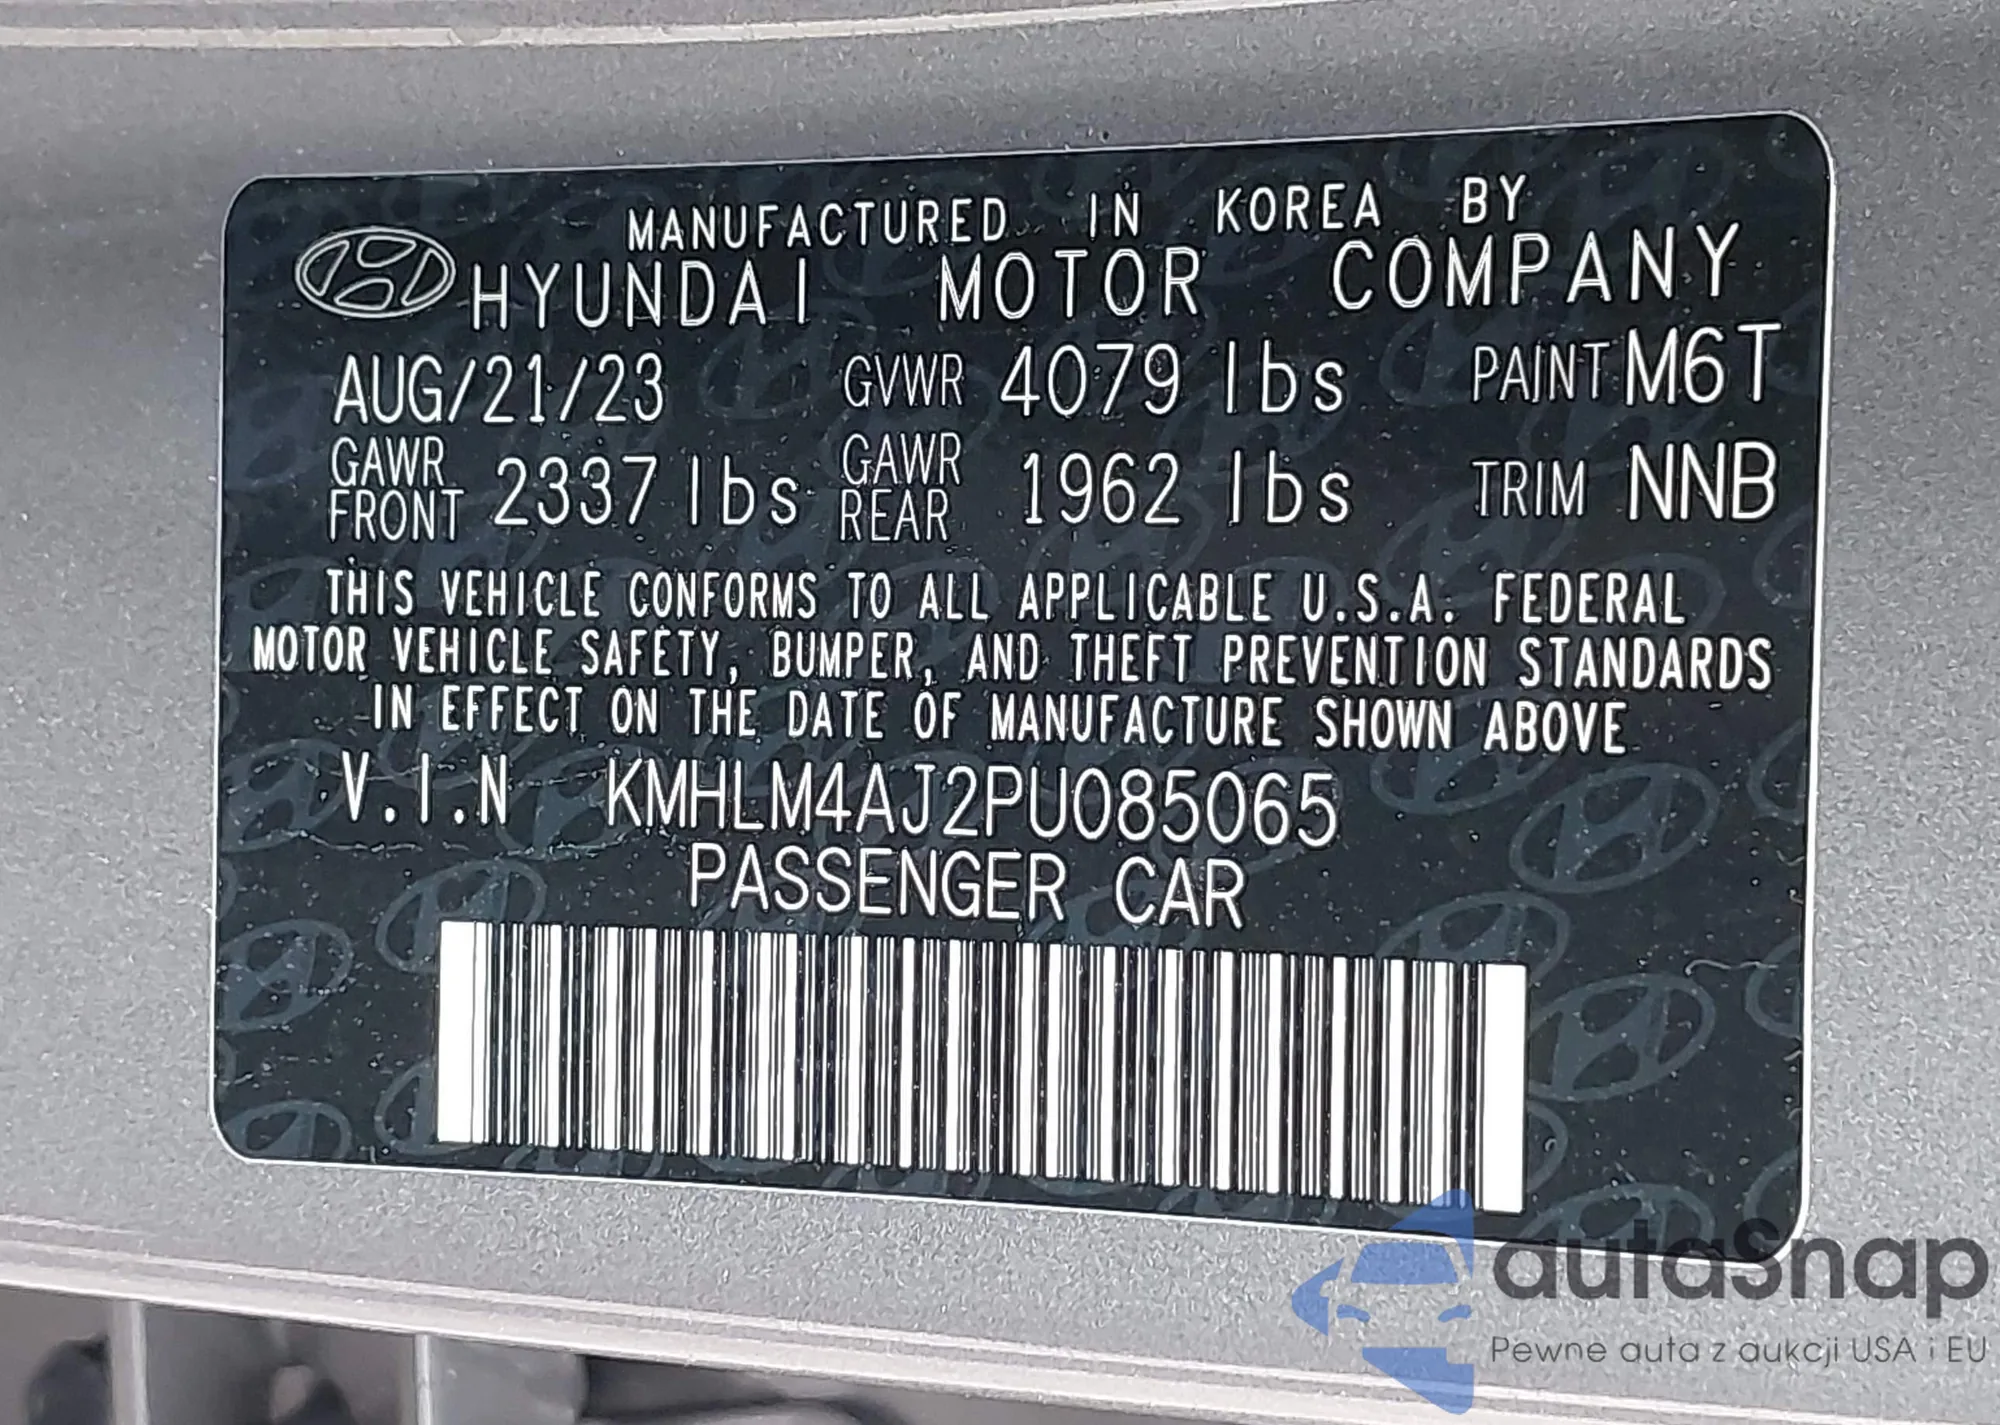 MANUFACTURED IN KOREA BY
HYUNDAI MOTOR COMPANY
AUG/21/23 GVWR 4079 lbs PAINT M6T
GAWR FRONT 2337 lbs GAWR REAR 1962 lbs TRIM NNB
THIS VEHICLE CONFORMS TO ALL APPLICABLE U.S.A. FEDERAL
MOTOR VEHICLE SAFETY, BUMPER, AND THEFT PREVENTION STANDARDS
IN EFFECT ON THE DATE OF MANUFACTURE SHOWN ABOVE
V.I.N KMHLM4AJ2PU085065
PASSENGER CAR
autaSnap
Pewne auta z aukcji USA i EU